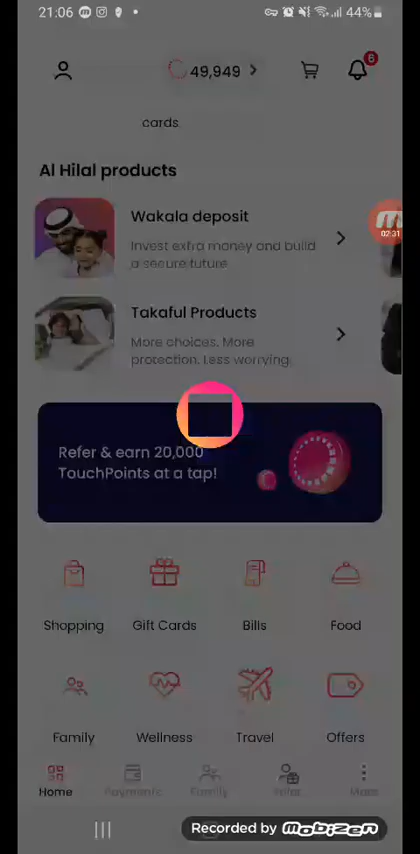 21:06
44%
49,949
6
cards
Al Hilal products
Wakala deposit
Invest extra money and build
a secure future
02:31
Takaful Products
More choices. More
protection. Less worrying.
Refer & earn 20,000
TouchPoints at a tap!
Shopping
Gift Cards
Bills
Food
Family
Wellness
Travel
Offers
Home
Payments
Family
More
Recorded by mobizen